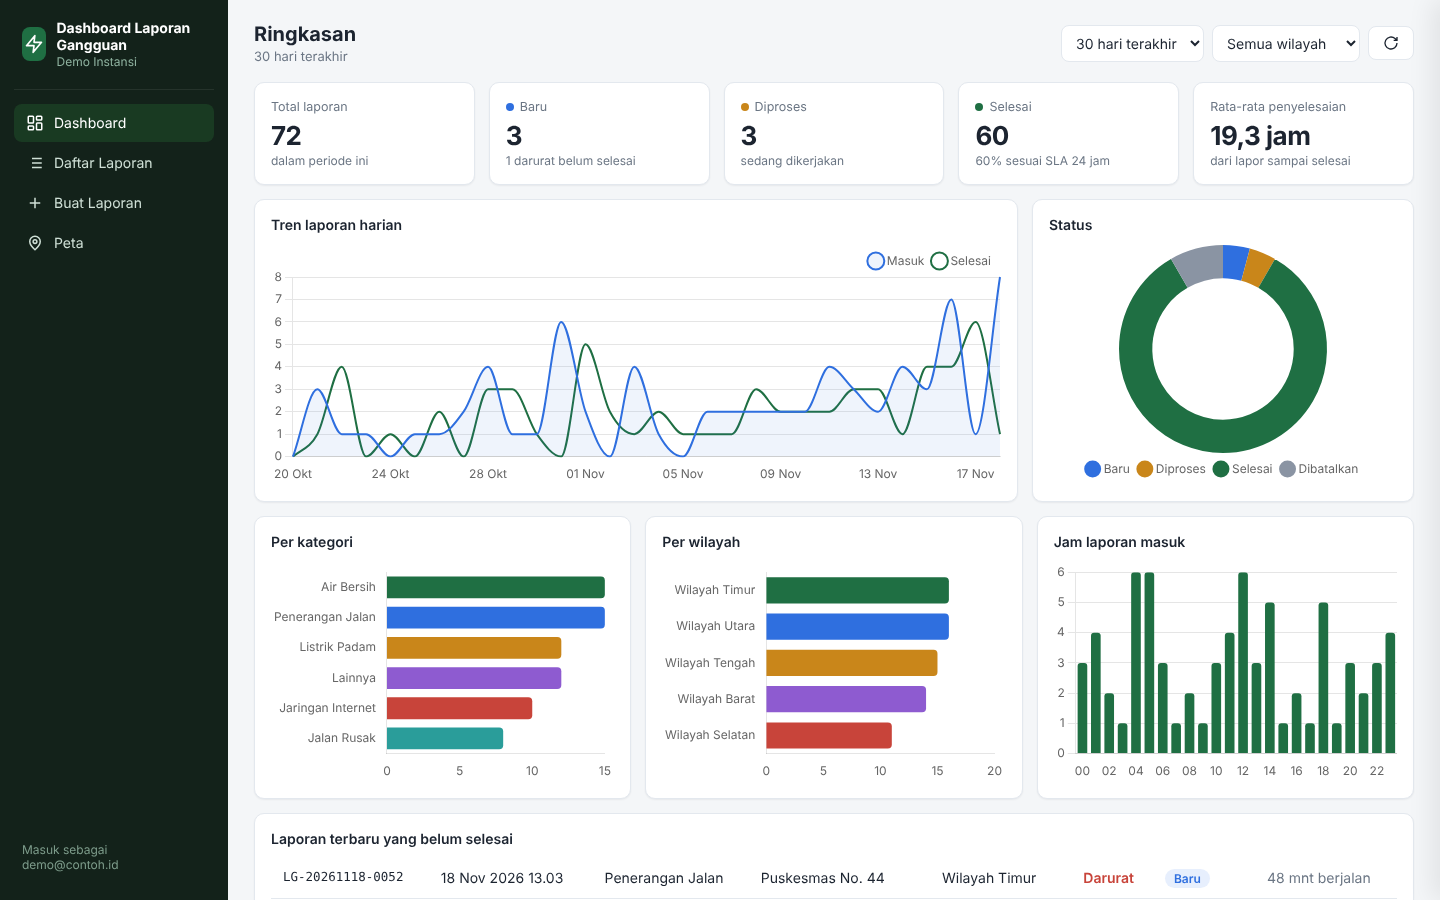 Dashboard Laporan
Gangguan
Demo Instansi
Dashboard
Daftar Laporan
Buat Laporan
Peta
Masuk sebagai
demo@contoh.id
Ringkasan
30 hari terakhir
30 hari terakhir
Semua wilayah
Total laporan
72
dalam periode ini
Baru
3
1 darurat belum selesai
Diproses
3
sedang dikerjakan
Selesai
60
60% sesuai SLA 24 jam
Rata-rata penyelesaian
19,3 jam
dari lapor sampai selesai
Tren laporan harian
Masuk Selesai
8
7
6
5
4
3
2
1
0
20 Okt 24 Okt 28 Okt 01 Nov 05 Nov 09 Nov 13 Nov 17 Nov
Status
Baru Diproses Selesai Dibatalkan
Per kategori
Air Bersih
Penerangan Jalan
Listrik Padam
Lainnya
Jaringan Internet
Jalan Rusak
0 5 10 15
Per wilayah
Wilayah Timur
Wilayah Utara
Wilayah Tengah
Wilayah Barat
Wilayah Selatan
0 5 10 15 20
Jam laporan masuk
6
5
4
3
2
1
0
00 02 04 06 08 10 12 14 16 18 20 22
Laporan terbaru yang belum selesai
LG-20261118-0052 18 Nov 2026 13.03 Penerangan Jalan Puskesmas No. 44 Wilayah Timur Darurat Baru 48 mnt berjalan